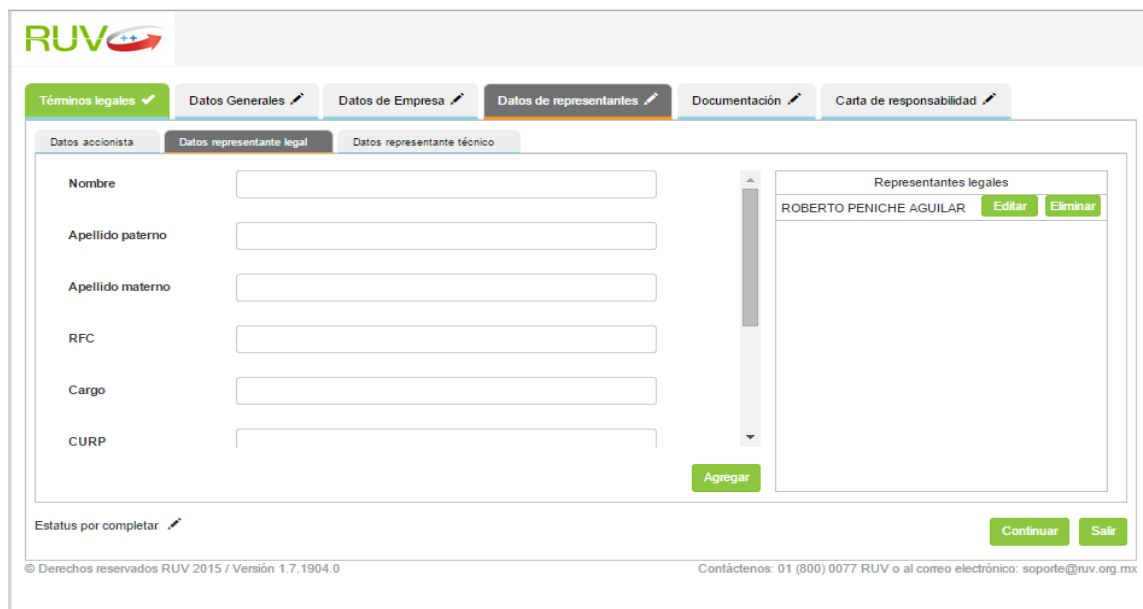 RUV++
Términos legales
Datos Generales
Datos de Empresa
Datos de representantes
Documentación
Carta de responsabilidad
Datos accionista
Datos representante legal
Datos representante técnico
Nombre
Apellido paterno
Apellido materno
RFC
Cargo
CURP
Agregar
Representantes legales
ROBERTO PENICHE AGUILAR Editar Eliminar
Estatus por completar
Continuar Salir
© Derechos reservados RUV 2015 / Versión 1.7.1904.0
Contáctenos: 01 (800) 0077 RUV o al correo electrónico: soporte@ruv.org.mx